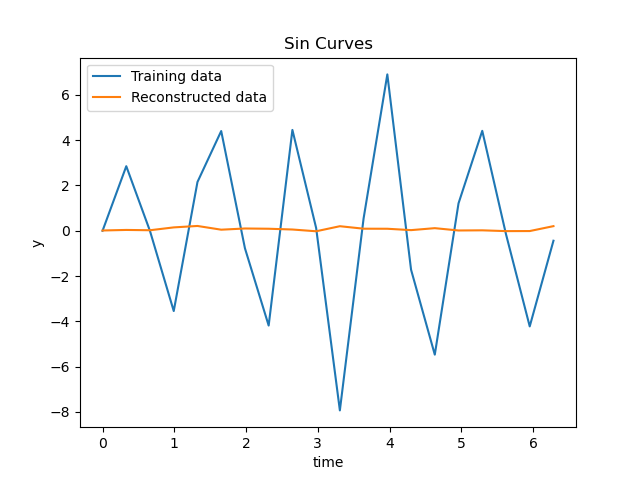 Sin Curves
Training data
Reconstructed data
6
4
2
0
−2
−4
−6
−8
y
0 1 2 3 4 5 6
time